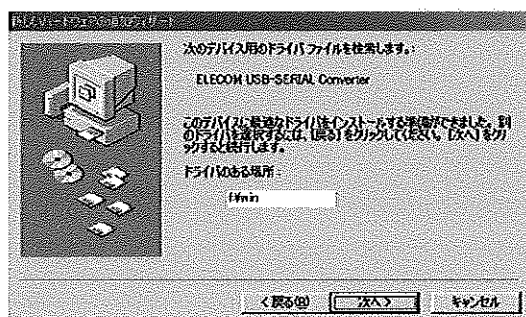 新しいハードウェアの追加ウィザード
次のデバイス用のドライバ ファイルを検索します。:
ELECOM USB-SERIAL Converter
このデバイスに最適なドライバをインストールする準備ができました。別
のドライバを選択するには、[戻る] をクリックしてください。[次へ] をクリ
ックすると続行します。
ドライバのある場所:
f:¥win
< 戻る(B)
次へ >
キャンセル